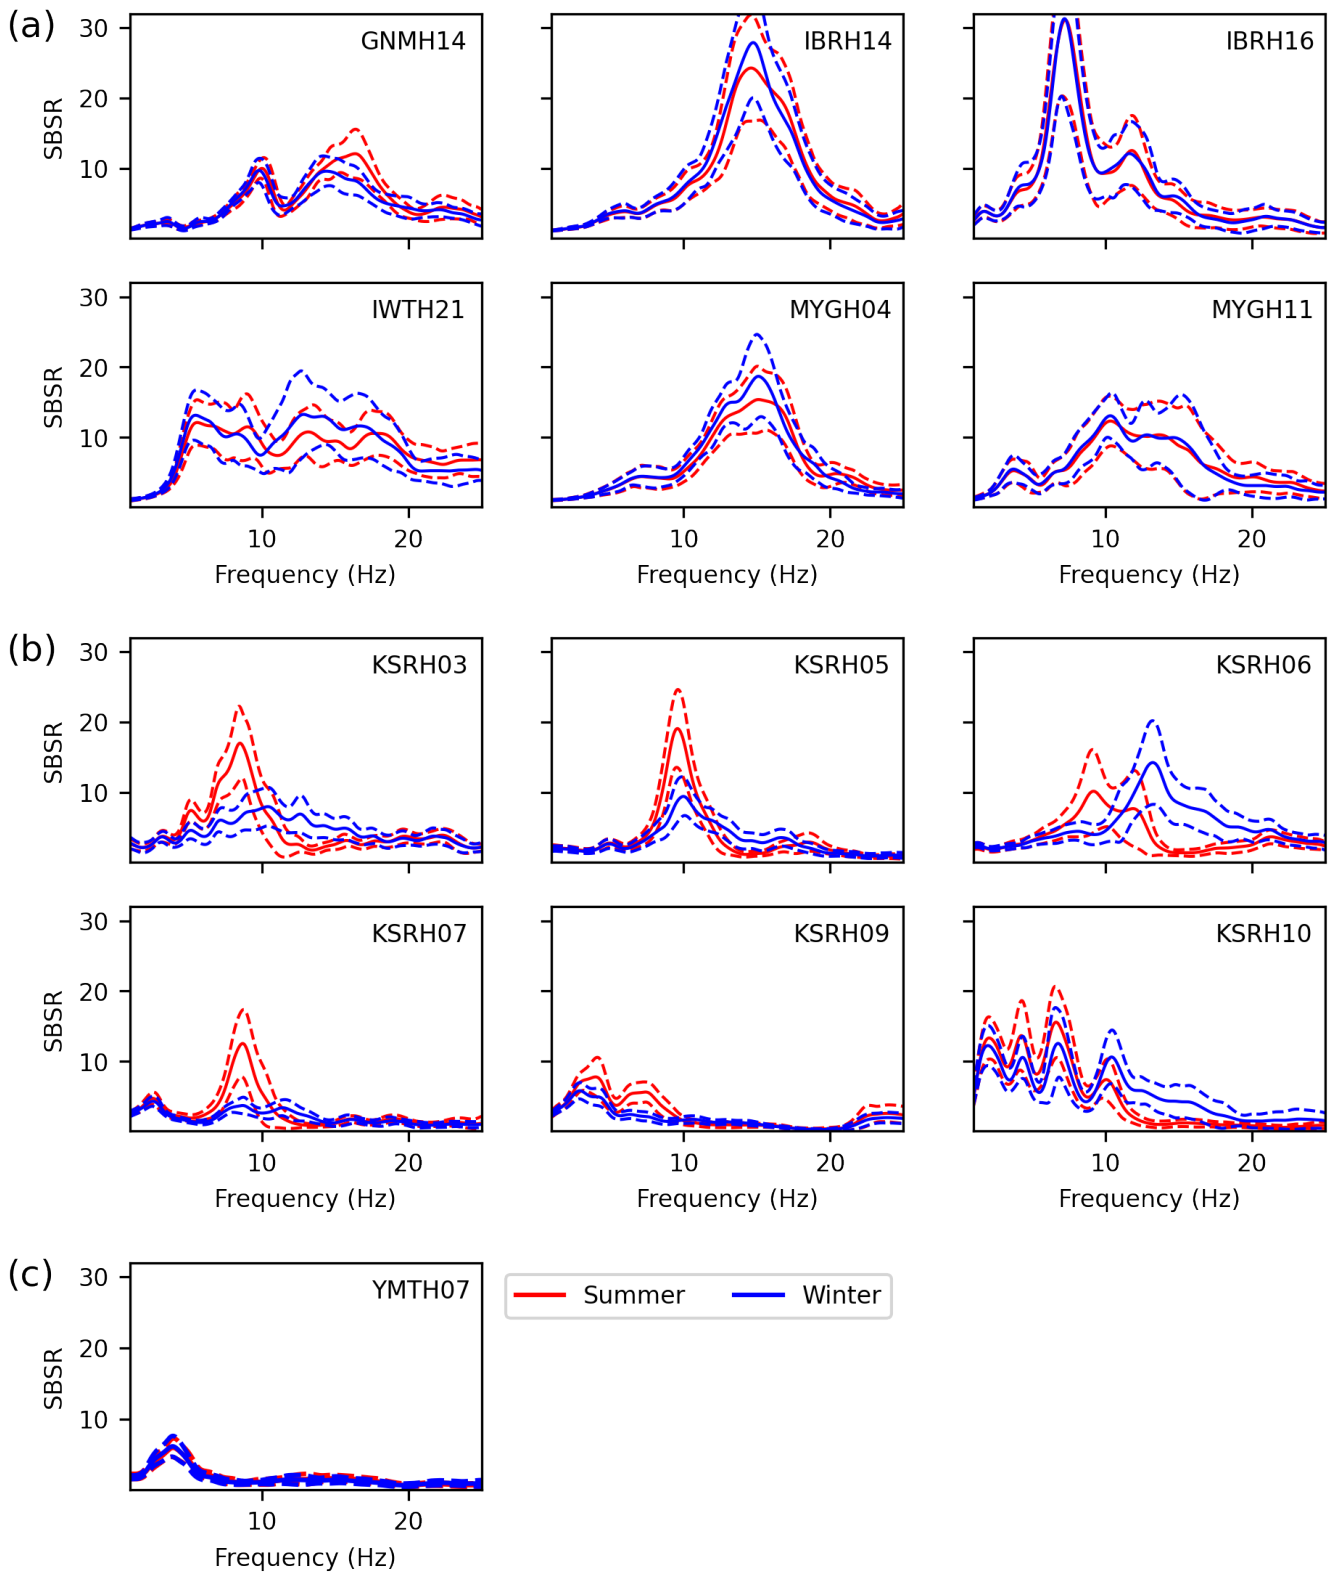 (a)
30
20
10
SBSR
GNMH14
10
20
IBRH14
IBRH16
30
20
10
SBSR
IWTH21
10
20
Frequency (Hz)
MYGH04
10
20
Frequency (Hz)
MYGH11
10
20
Frequency (Hz)
(b)
30
20
10
SBSR
KSRH03
KSRH05
KSRH06
30
20
10
SBSR
KSRH07
10
20
Frequency (Hz)
KSRH09
10
20
Frequency (Hz)
KSRH10
10
20
Frequency (Hz)
(c)
30
20
10
SBSR
YMTH07
10
20
Frequency (Hz)
Summer
Winter